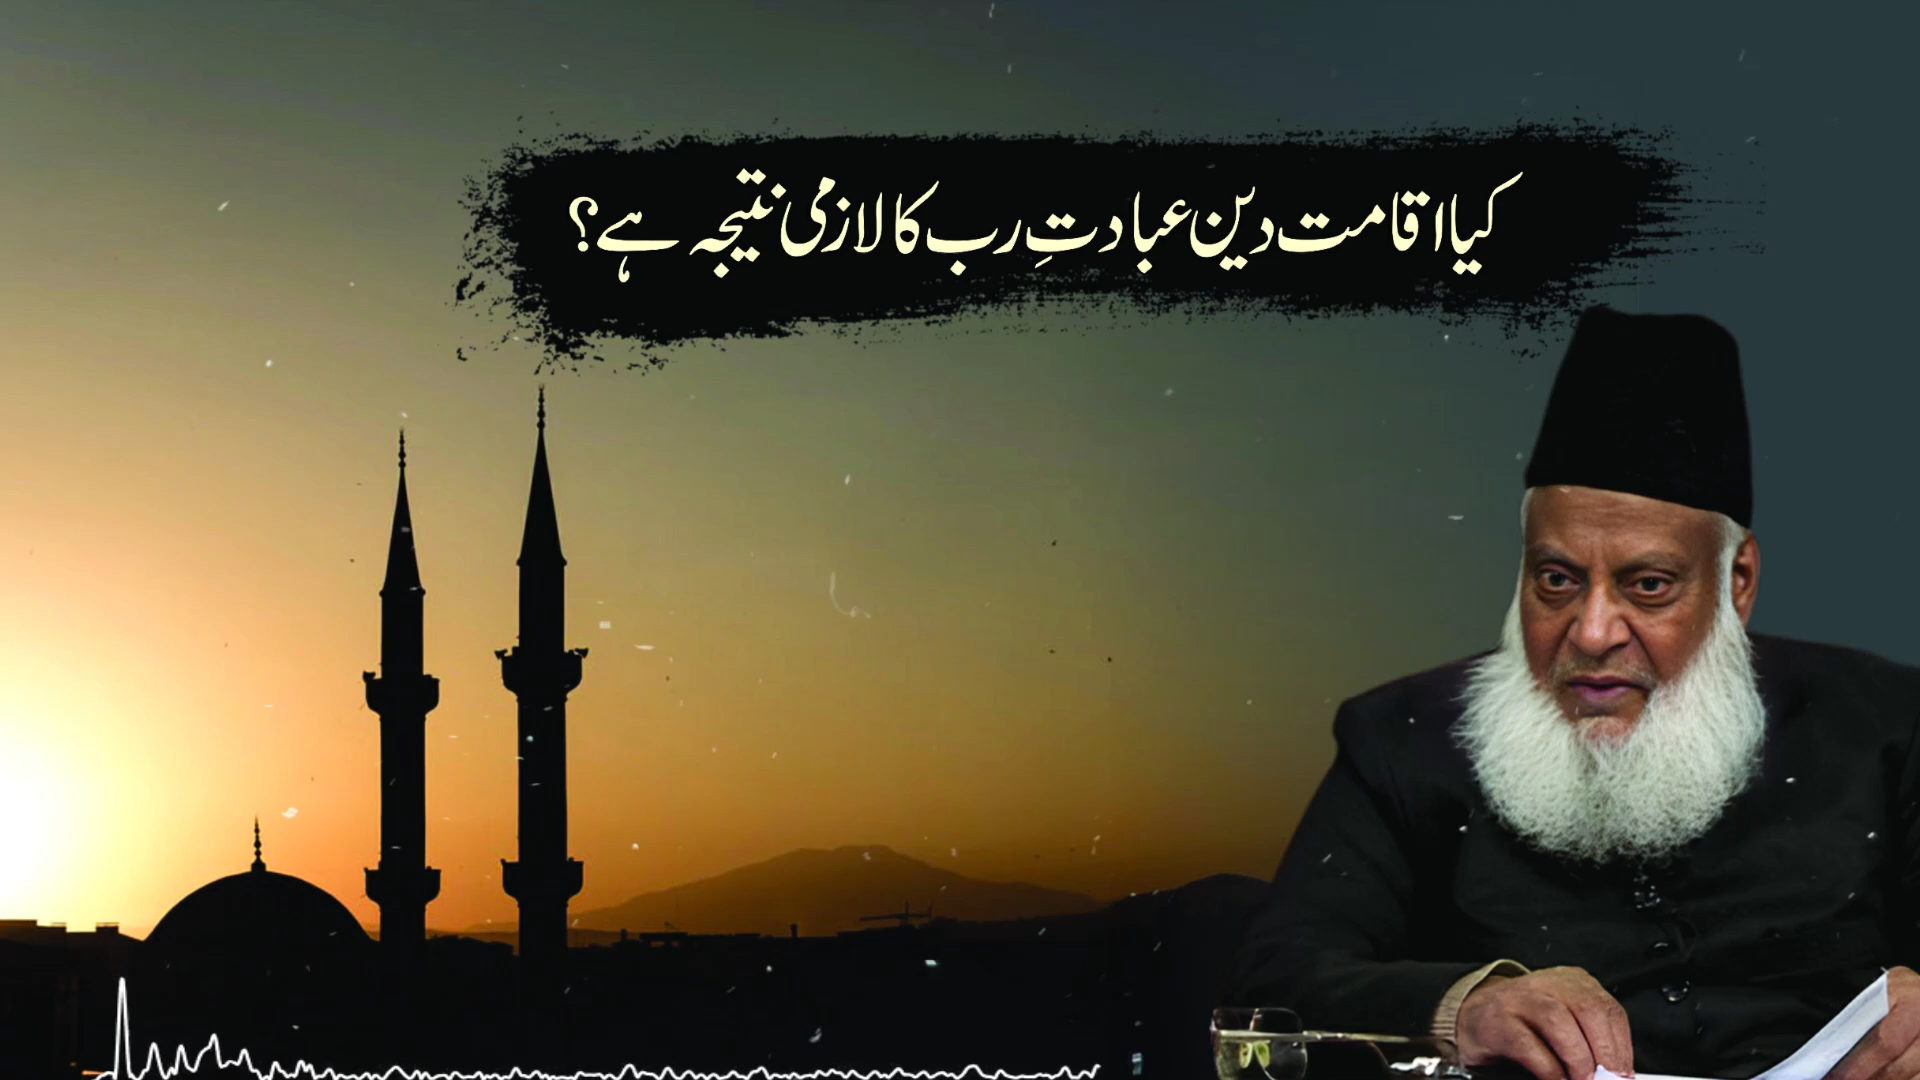 کیا اقامت دین عبادتِ رب کا لازمی نتیجہ ہے؟